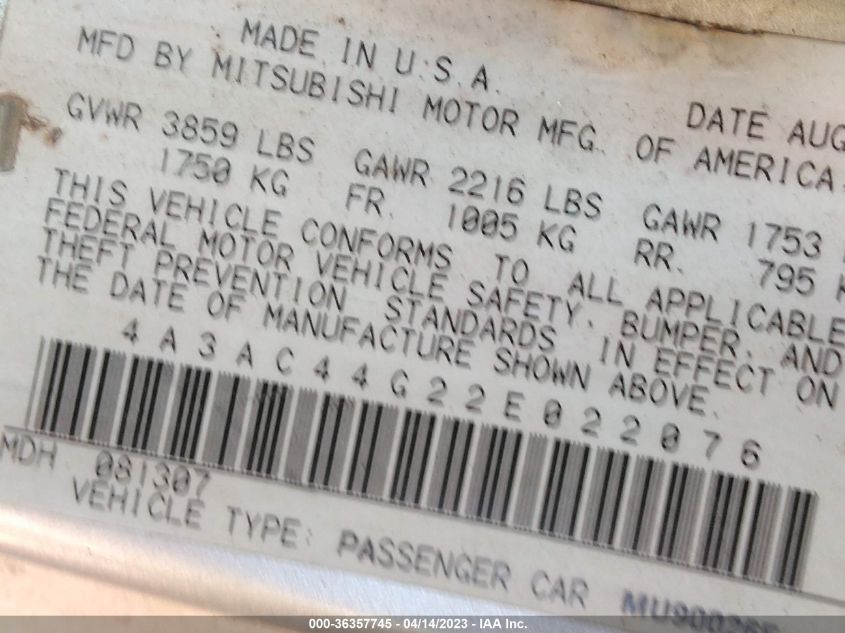 MADE IN U.S.A.
MFD BY MITSUBISHI MOTOR MFG. OF AMERICA.
DATE AUG
GVWR 3859 LBS GAWR 2216 LBS GAWR 1753
1750 KG FR. 1005 KG RR. 795
THIS VEHICLE CONFORMS TO ALL APPLICABLE
FEDERAL MOTOR VEHICLE SAFETY, BUMPER, AND
THEFT PREVENTION STANDARDS IN EFFECT ON
THE DATE OF MANUFACTURE SHOWN ABOVE.
4A3AC44G22E022076
MDH 081307
VEHICLE TYPE: PASSENGER CAR
000-36357745 - 04/14/2023 - IAA Inc.